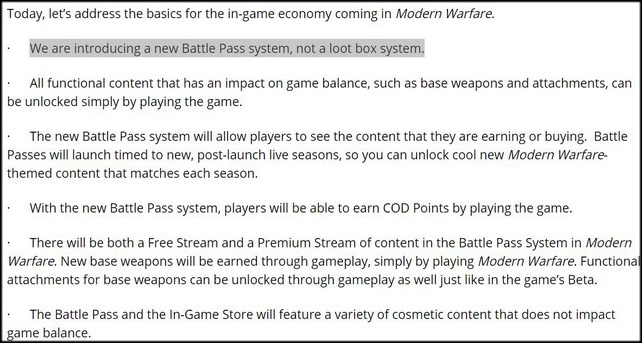 Today, let's address the basics for the in-game economy coming in Modern Warfare.
· We are introducing a new Battle Pass system, not a loot box system.
· All functional content that has an impact on game balance, such as base weapons and attachments, can
be unlocked simply by playing the game.
· The new Battle Pass system will allow players to see the content that they are earning or buying.  Battle
Passes will launch timed to new, post-launch live seasons, so you can unlock cool new Modern Warfare-
themed content that matches each season.
· With the new Battle Pass system, players will be able to earn COD Points by playing the game.
· There will be both a Free Stream and a Premium Stream of content in the Battle Pass System in Modern
Warfare. New base weapons will be earned through gameplay, simply by playing Modern Warfare. Functional
attachments for base weapons can be unlocked through gameplay as well just like in the game's Beta.
· The Battle Pass and the In-Game Store will feature a variety of cosmetic content that does not impact
game balance.